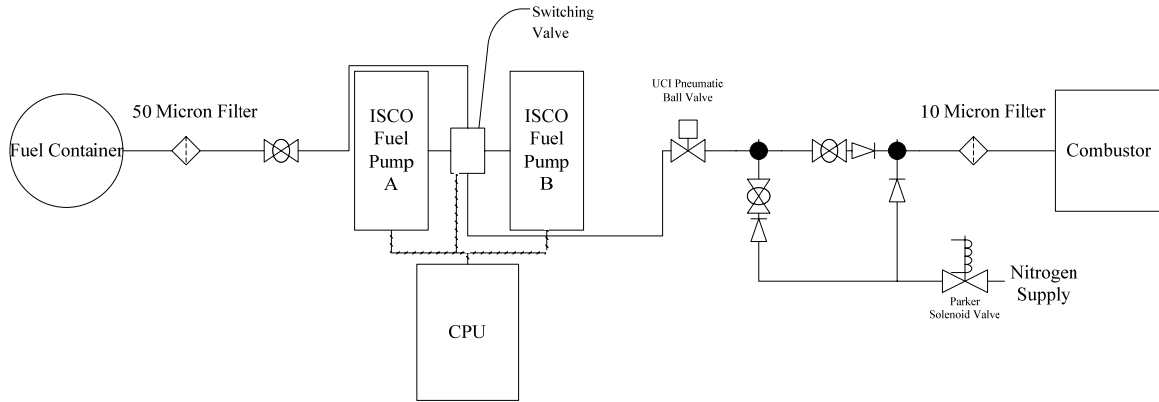 Switching
Valve
50 Micron Filter
Fuel Container
ISCO
Fuel
Pump
A
ISCO
Fuel
Pump
B
CPU
UCI Pneumatic
Ball Valve
10 Micron Filter
Combustor
Parker
Solenoid Valve
Nitrogen
Supply